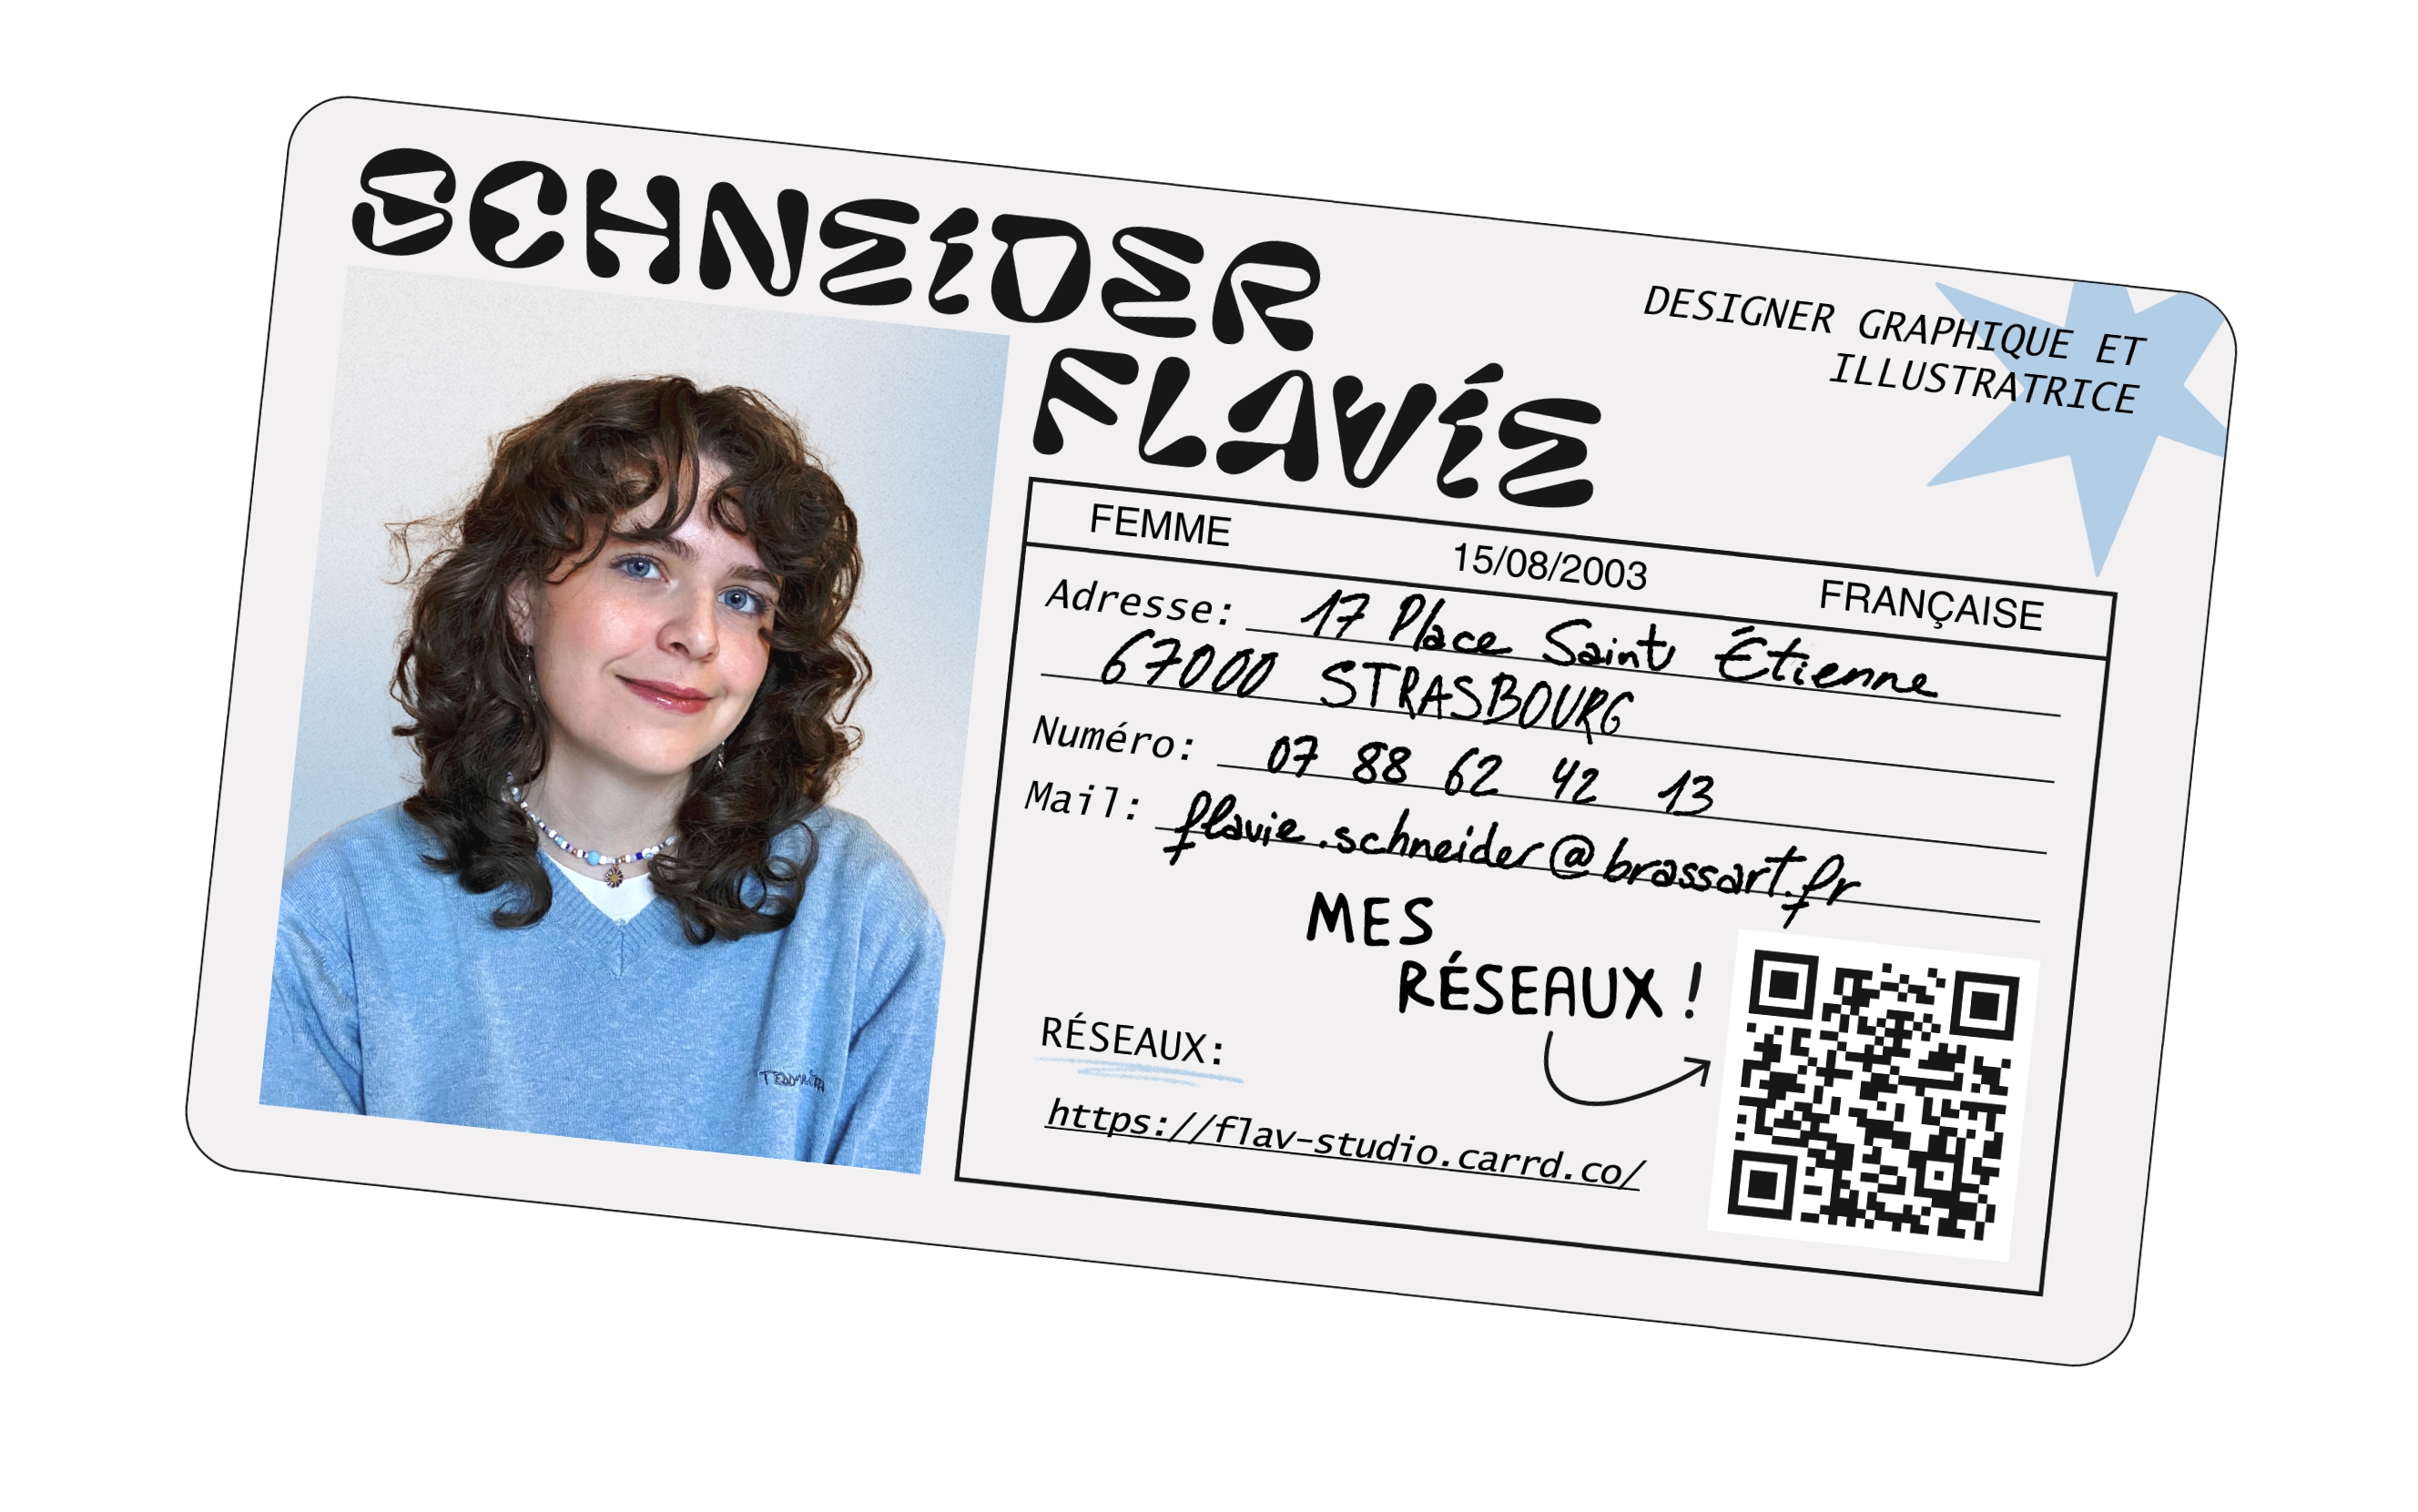 SCHNEIDER
FLAVIE
DESIGNER GRAPHIQUE ET
ILLUSTRATRICE
FEMME 15/08/2003 FRANÇAISE
Adresse: 17 Place Saint Étienne
67000 STRASBOURG
Numéro: 07 88 62 42 13
Mail: flavie.schneider@brassart.fr
MES
RÉSEAUX !
RÉSEAUX:
https://flav-studio.carrd.co/